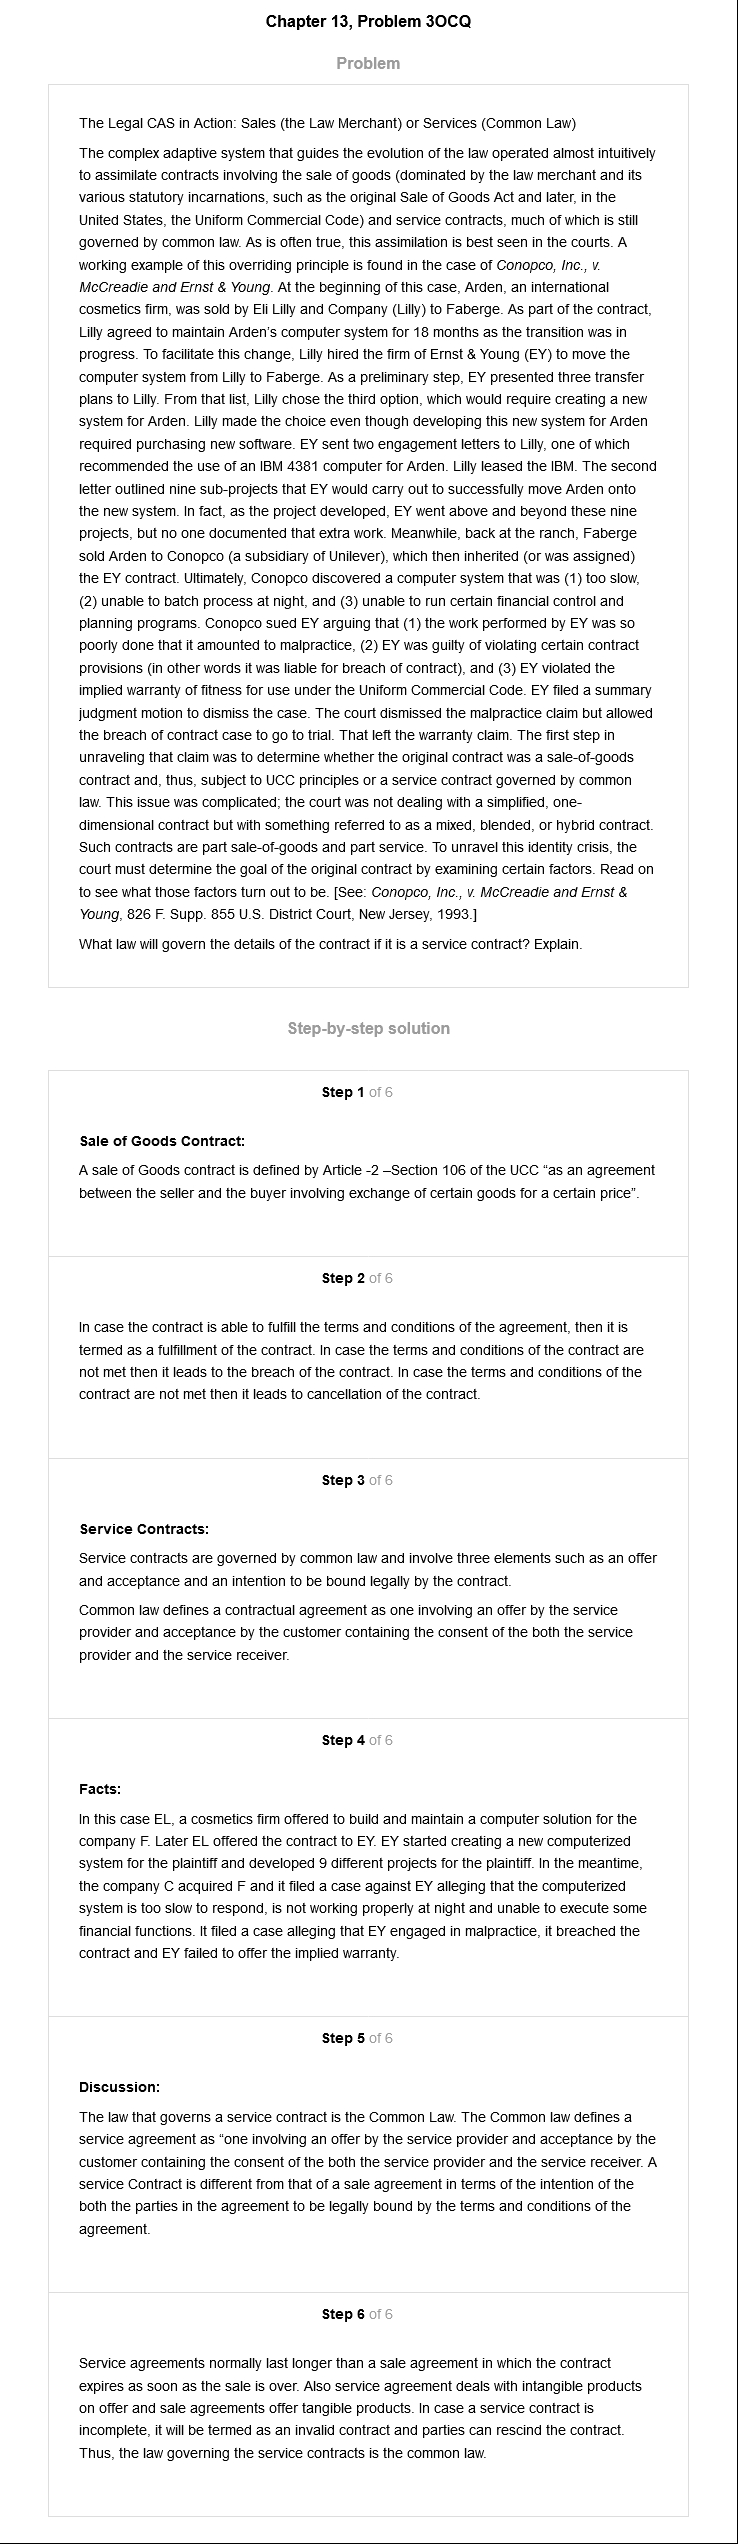 Chapter 13, Problem 3OCQ
Problem
The Legal CAS in Action: Sales (the Law Merchant) or Services (Common Law)
The complex adaptive system that guides the evolution of the law operated almost intuitively
to assimilate contracts involving the sale of goods (dominated by the law merchant and its
various statutory incarnations, such as the original Sale of Goods Act and later, in the
United States, the Uniform Commercial Code) and service contracts, much of which is still
governed by common law. As is often true, this assimilation is best seen in the courts. A
working example of this overriding principle is found in the case of Conopco, Inc., v.
McCreadie and Ernst & Young. At the beginning of this case, Arden, an international
cosmetics firm, was sold by Eli Lilly and Company (Lilly) to Faberge. As part of the contract,
Lilly agreed to maintain Arden's computer system for 18 months as the transition was in
progress. To facilitate this change, Lilly hired the firm of Ernst & Young (EY) to move the
computer system from Lilly to Faberge. As a preliminary step, EY presented three transfer
plans to Lilly. From that list, Lilly chose the third option, which would require creating a new
system for Arden. Lilly made the choice even though developing this new system for Arden
required purchasing new software. EY sent two engagement letters to Lilly, one of which
recommended the use of an IBM 4381 computer for Arden. Lilly leased the IBM. The second
letter outlined nine sub-projects that EY would carry out to successfully move Arden onto
the new system. In fact, as the project developed, EY went above and beyond these nine
projects, but no one documented that extra work. Meanwhile, back at the ranch, Faberge
sold Arden to Conopco (a subsidiary of Unilever), which then inherited (or was assigned)
the EY contract. Ultimately, Conopco discovered a computer system that was (1) too slow,
(2) unable to batch process at night, and (3) unable to run certain financial control and
planning programs. Conopco sued EY arguing that (1) the work performed by EY was so
poorly done that it amounted to malpractice, (2) EY was guilty of violating certain contract
provisions (in other words it was liable for breach of contract), and (3) EY violated the
implied warranty of fitness for use under the Uniform Commercial Code. EY filed a summary
judgment motion to dismiss the case. The court dismissed the malpractice claim but allowed
the breach of contract case to go to trial. That left the warranty claim. The first step in
unraveling that claim was to determine whether the original contract was a sale-of-goods
contract and, thus, subject to UCC principles or a service contract governed by common
law. This issue was complicated; the court was not dealing with a simplified, one-
dimensional contract but with something referred to as a mixed, blended, or hybrid contract.
Such contracts are part sale-of-goods and part service. To unravel this identity crisis, the
court must determine the goal of the original contract by examining certain factors. Read on
to see what those factors turn out to be. [See: Conopco, Inc., v. McCreadie and Ernst &
Young, 826 F. Supp. 855 U.S. District Court, New Jersey, 1993.]
What law will govern the details of the contract if it is a service contract? Explain.
Step-by-step solution
Step 1 of 6
Sale of Goods Contract:
A sale of Goods contract is defined by Article -2 –Section 106 of the UCC “as an agreement
between the seller and the buyer involving exchange of certain goods for a certain price”.
Step 2 of 6
In case the contract is able to fulfill the terms and conditions of the agreement, then it is
termed as a fulfillment of the contract. In case the terms and conditions of the contract are
not met then it leads to the breach of the contract. In case the terms and conditions of the
contract are not met then it leads to cancellation of the contract.
Step 3 of 6
Service Contracts:
Service contracts are governed by common law and involve three elements such as an offer
and acceptance and an intention to be bound legally by the contract.
Common law defines a contractual agreement as one involving an offer by the service
provider and acceptance by the customer containing the consent of the both the service
provider and the service receiver.
Step 4 of 6
Facts:
In this case EL, a cosmetics firm offered to build and maintain a computer solution for the
company F. Later EL offered the contract to EY. EY started creating a new computerized
system for the plaintiff and developed 9 different projects for the plaintiff. In the meantime,
the company C acquired F and it filed a case against EY alleging that the computerized
system is too slow to respond, is not working properly at night and unable to execute some
financial functions. It filed a case alleging that EY engaged in malpractice, it breached the
contract and EY failed to offer the implied warranty.
Step 5 of 6
Discussion:
The law that governs a service contract is the Common Law. The Common law defines a
service agreement as “one involving an offer by the service provider and acceptance by the
customer containing the consent of the both the service provider and the service receiver. A
service Contract is different from that of a sale agreement in terms of the intention of the
both the parties in the agreement to be legally bound by the terms and conditions of the
agreement.
Step 6 of 6
Service agreements normally last longer than a sale agreement in which the contract
expires as soon as the sale is over. Also service agreement deals with intangible products
on offer and sale agreements offer tangible products. In case a service contract is
incomplete, it will be termed as an invalid contract and parties can rescind the contract.
Thus, the law governing the service contracts is the common law.